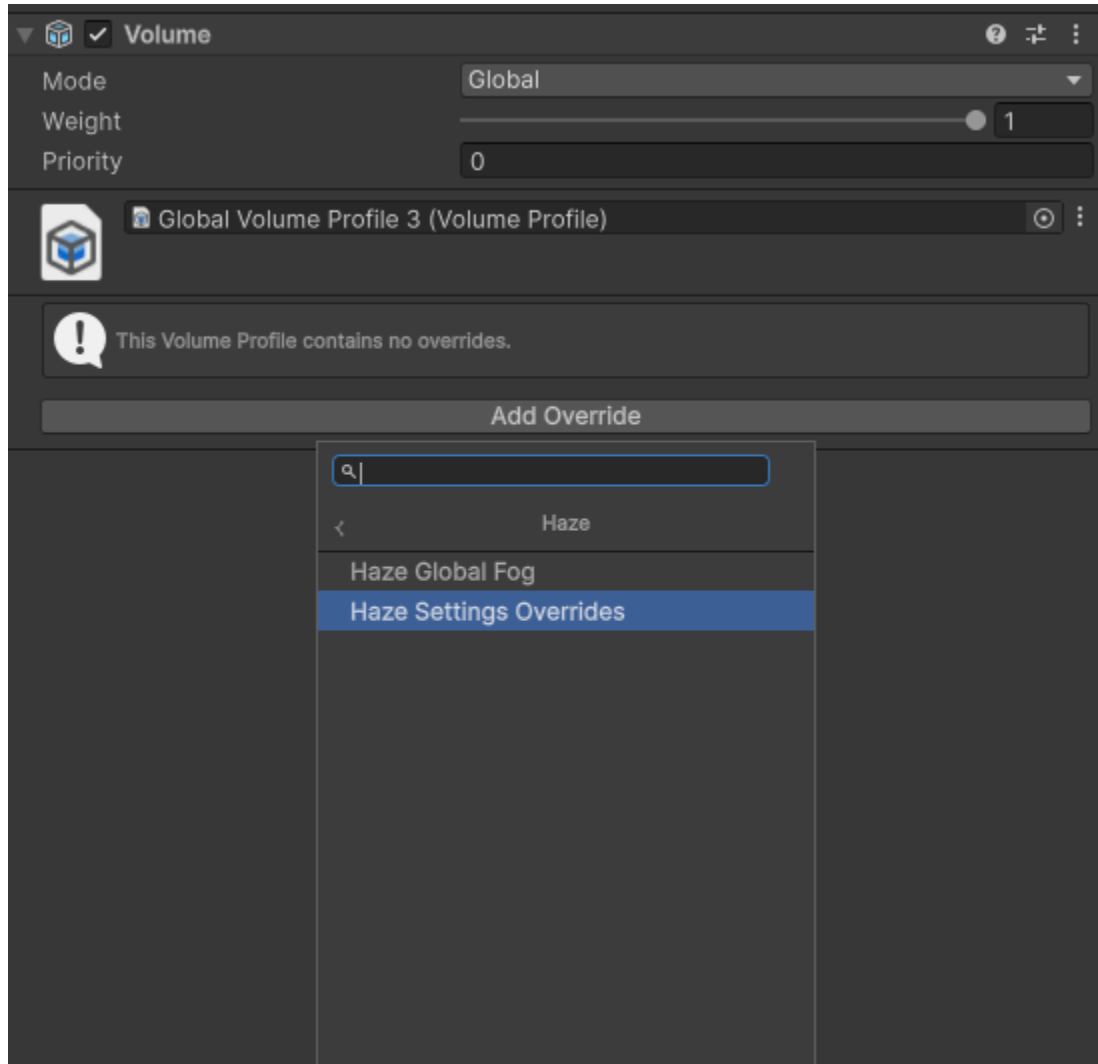 Volume
Mode Global
Weight 1
Priority 0
Global Volume Profile 3 (Volume Profile)
This Volume Profile contains no overrides.
Add Override
Haze
Haze Global Fog
Haze Settings Overrides